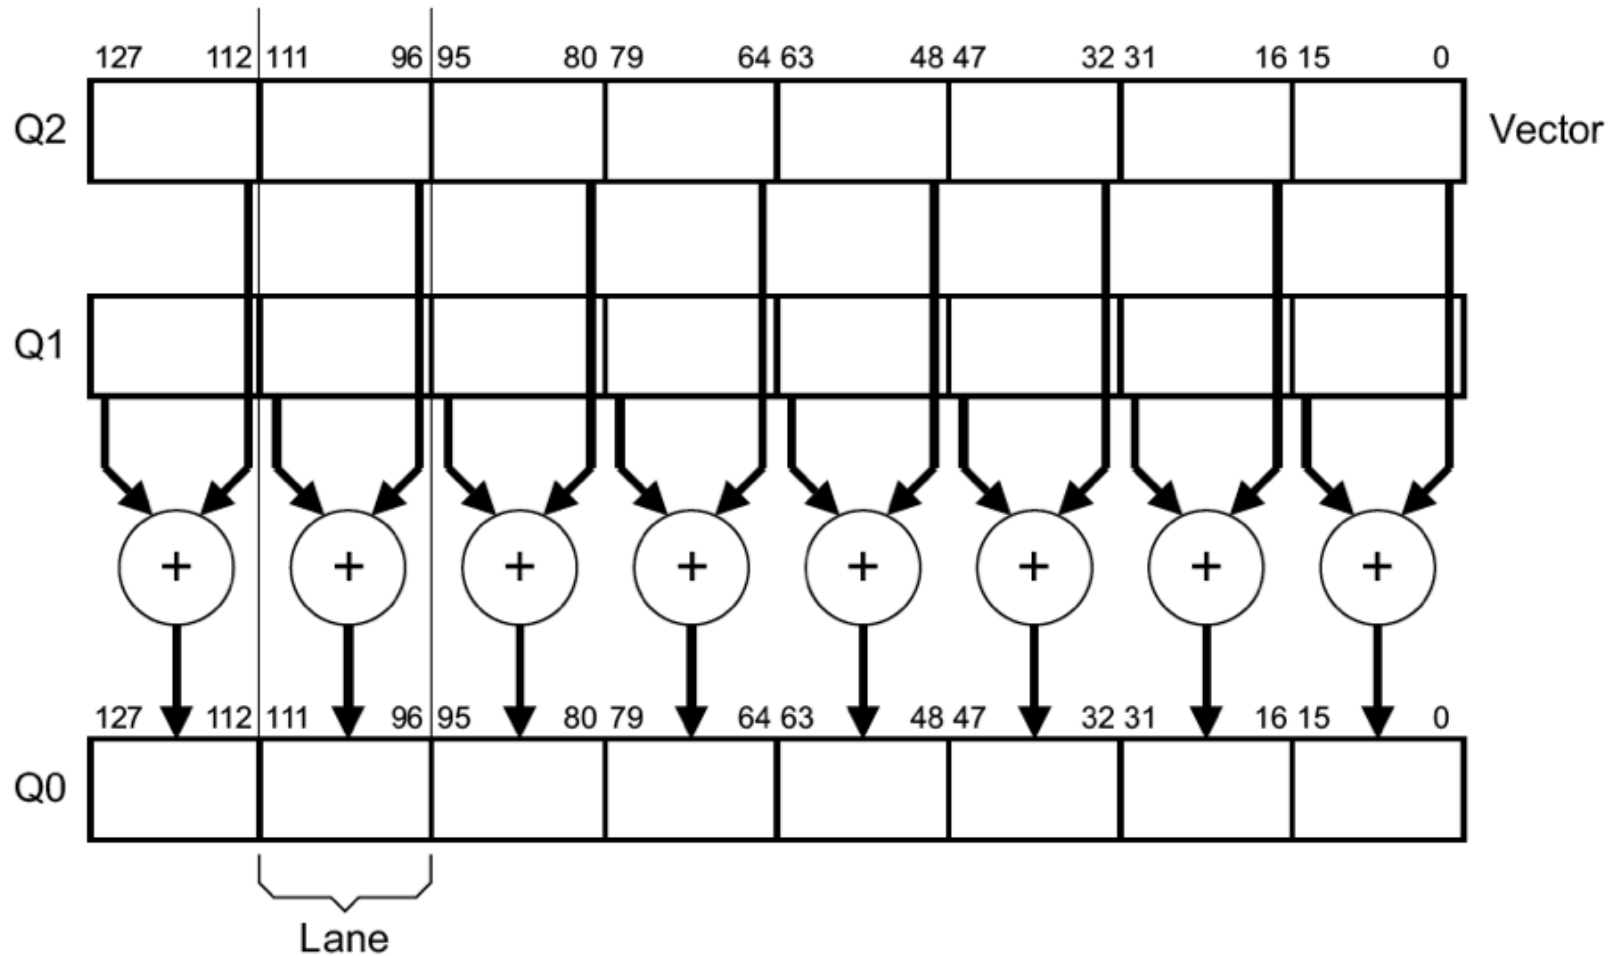 127 112 111 96 95 80 79 64 63 48 47 32 31 16 15 0
Q2 Vector
Q1
+ + + + + + + +
127 112 111 96 95 80 79 64 63 48 47 32 31 16 15 0
Q0
Lane